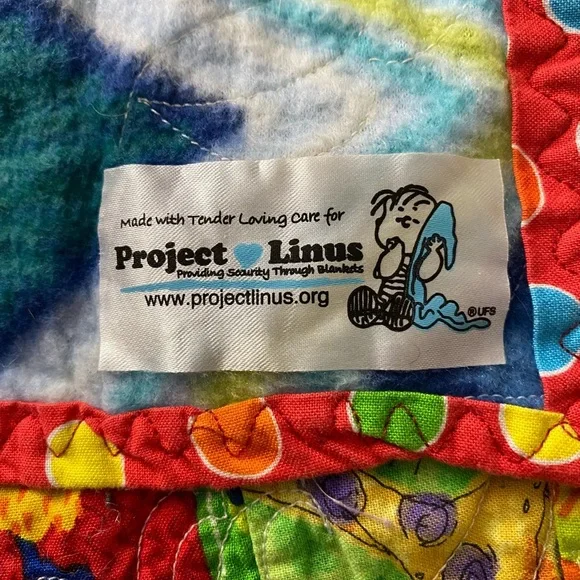 Made with Tender Loving Care for
Project Linus
Providing Security Through Blankets
www.projectlinus.org
®UFS